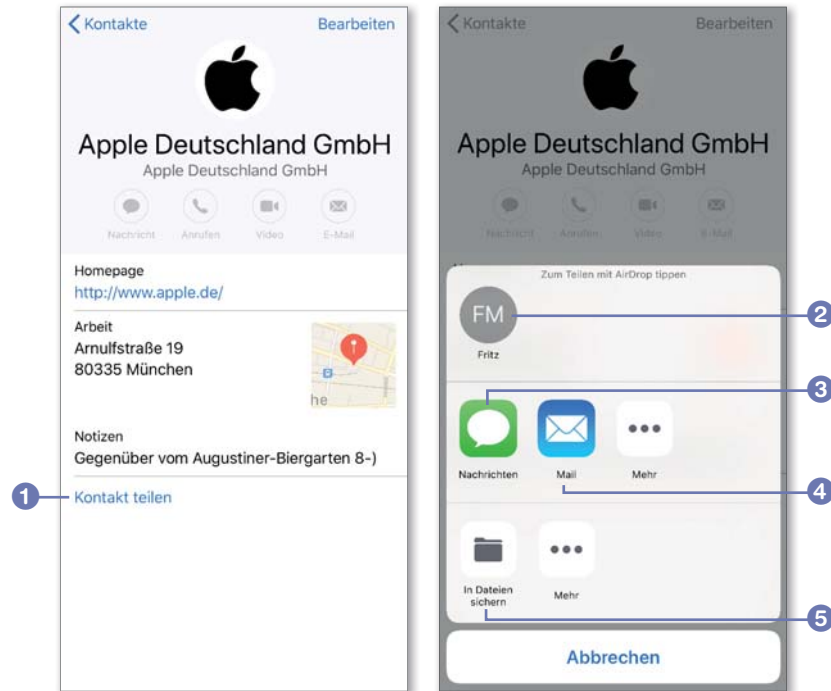 Kontakte
Bearbeiten
Apple Deutschland GmbH
Apple Deutschland GmbH
Nachricht
Anrufen
Video
E-Mail
Homepage
http://www.apple.de/
Arbeit
Arnulfstraße 19
80335 München
he
Notizen
Gegenüber vom Augustiner-Biergarten 8-)
1
Kontakt teilen
Kontakte
Bearbeiten
Apple Deutschland GmbH
Apple Deutschland GmbH
Nachricht
Anrufen
Video
E-Mail
Zum Teilen mit AirDrop tippen
FM
2
Fritz
3
Nachrichten
Mail
Mehr
4
In Dateien
sichern
Mehr
5
Abbrechen